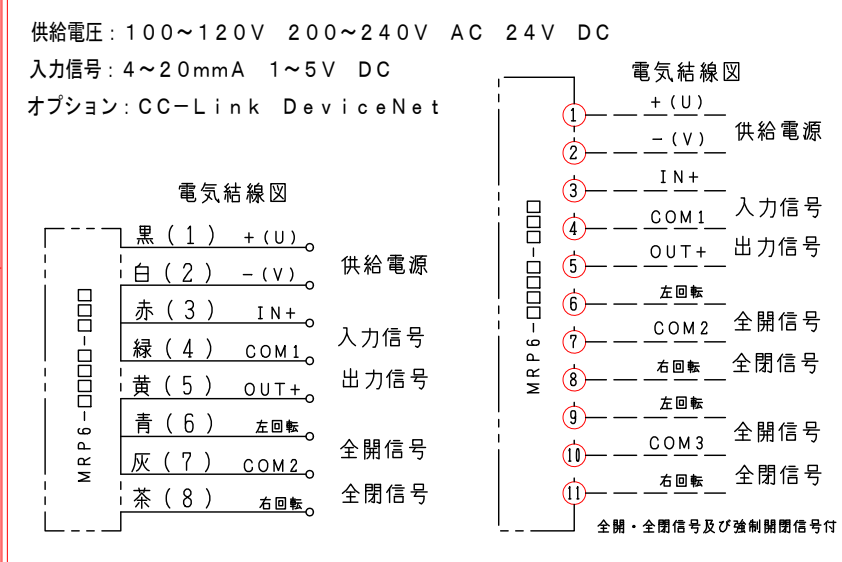 供給電圧:100~120V 200~240V AC 24V DC
入力信号:4~20mmA 1~5V DC
オプション:CC-Link DeviceNet
電気結線図
黒(1) +(U)
白(2) -(V)
供給電源
赤(3) IN+
緑(4) COM1
入力信号
黄(5) OUT+
出力信号
青(6) 左回転
灰(7) COM2
全開信号
茶(8) 右回転
全閉信号
MRP6-□□□□-□□□
電気結線図
① +(U)
② -(V)
供給電源
③ IN+
④ COM1
入力信号
⑤ OUT+
出力信号
⑥ 左回転
⑦ COM2
全開信号
⑧ 右回転
全閉信号
⑨ 左回転
⑩ COM3
全開信号
⑪ 右回転
全閉信号
MRP6-□□□□-□□□
全開・全閉信号及び強制開閉信号付